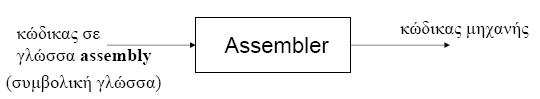 κώδικας σε
γλώσσα assembly
(συμβολική γλώσσα)
Assembler
κώδικας μηχανής